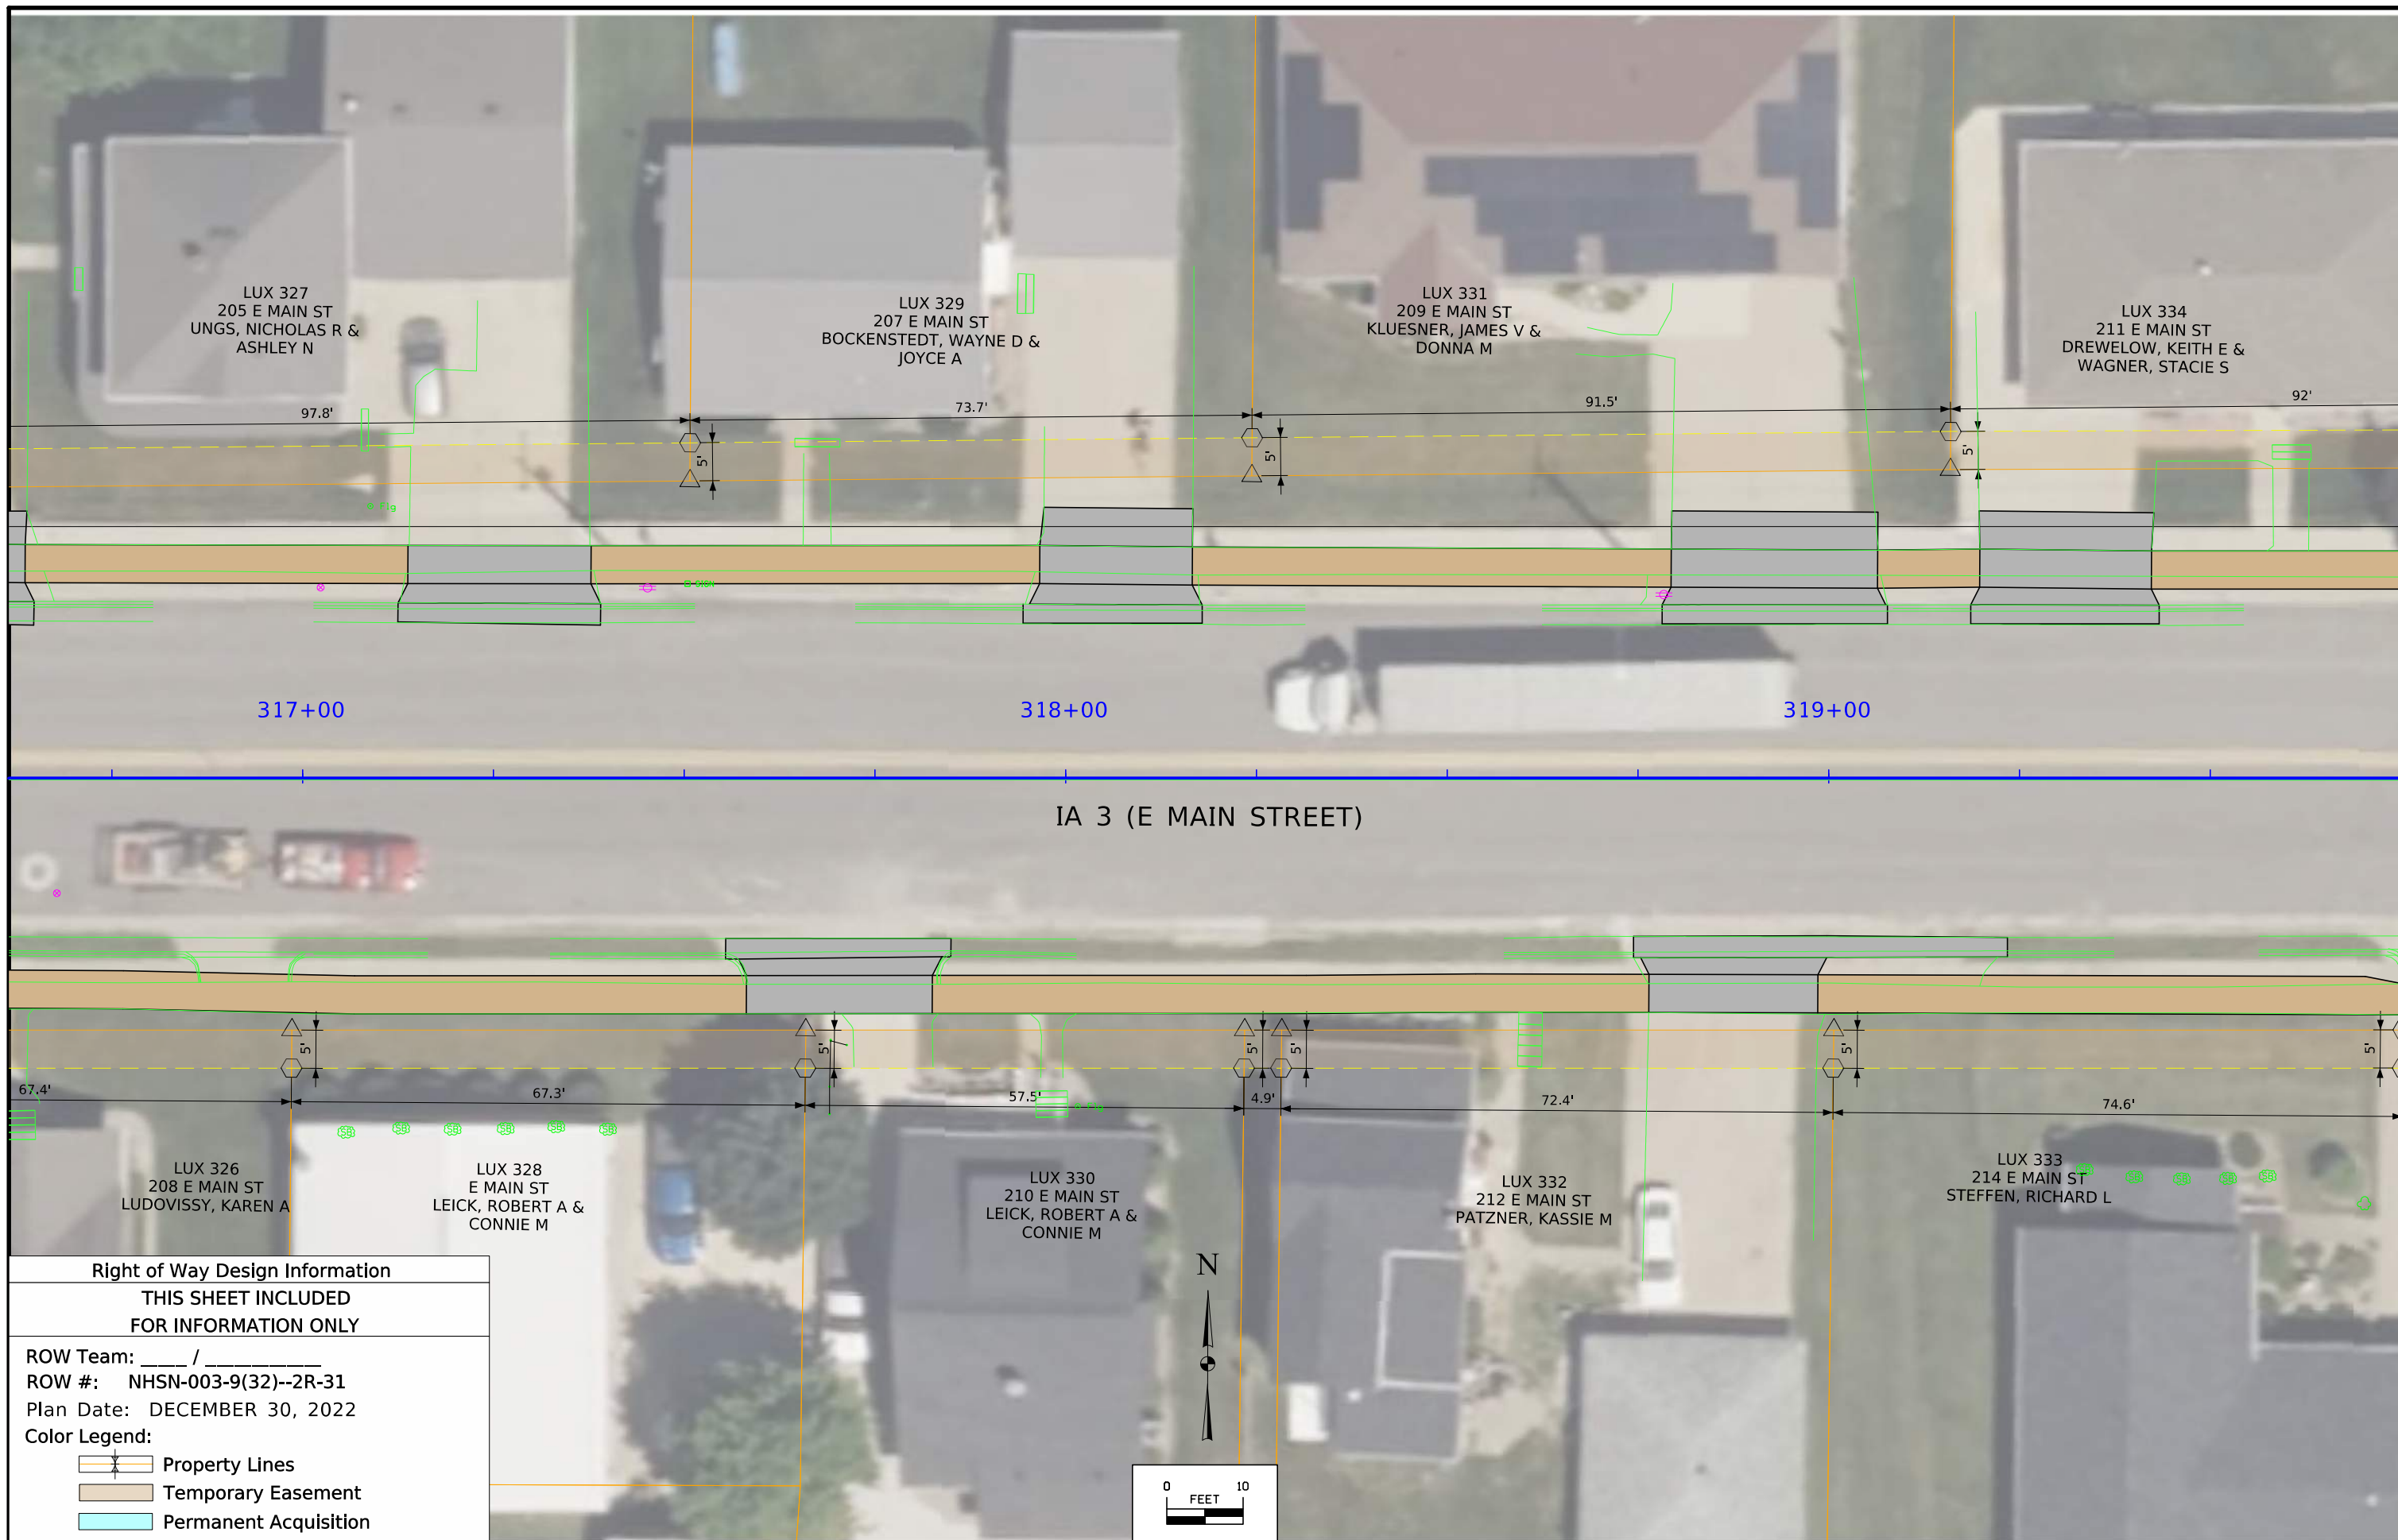 LUX 327
205 E MAIN ST
UNGS, NICHOLAS R &
ASHLEY N
LUX 329
207 E MAIN ST
BOCKENSTEDT, WAYNE D &
JOYCE A
LUX 331
209 E MAIN ST
KLUESNER, JAMES V &
DONNA M
LUX 334
211 E MAIN ST
DREWELOW, KEITH E &
WAGNER, STACIE S
97.8'
73.7'
91.5'
92'
5'
5'
5'
317+00
318+00
319+00
IA 3 (E MAIN STREET)
5'
5'
5'
5'
5'
5'
67.4'
67.3'
57.5'
4.9'
72.4'
74.6'
LUX 326
208 E MAIN ST
LUDOVISSY, KAREN A
LUX 328
E MAIN ST
LEICK, ROBERT A &
CONNIE M
LUX 330
210 E MAIN ST
LEICK, ROBERT A &
CONNIE M
LUX 332
212 E MAIN ST
PATZNER, KASSIE M
LUX 333
214 E MAIN ST
STEFFEN, RICHARD L
N
0 10
FEET
Right of Way Design Information
THIS SHEET INCLUDED
FOR INFORMATION ONLY
ROW Team: ____ / __________
ROW #: NHSN-003-9(32)--2R-31
Plan Date: DECEMBER 30, 2022
Color Legend:
Property Lines
Temporary Easement
Permanent Acquisition